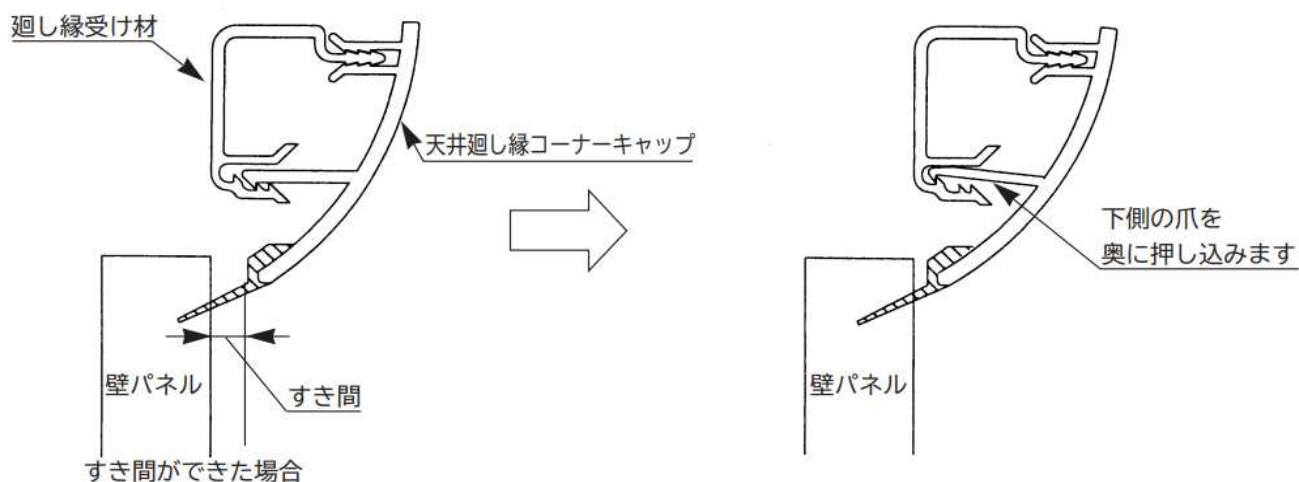 廻し縁受け材
天井廻し縁コーナーキャップ
壁パネル
すき間
すき間ができた場合
下側の爪を
奥に押し込みます
壁パネル